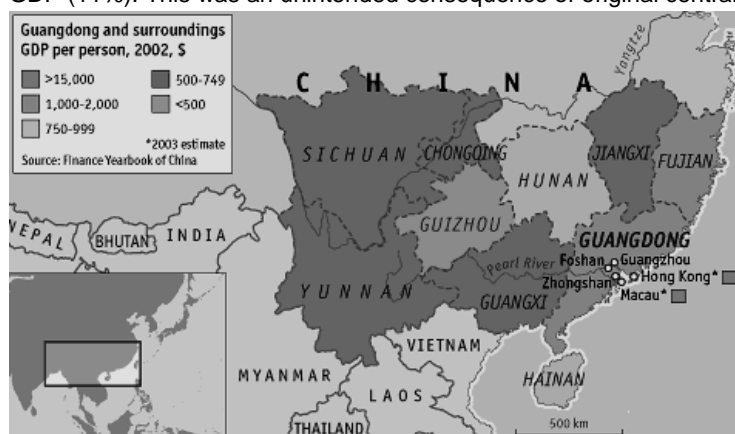 GDP (44%). This was an unintended consequence of original central
Guangdong and surroundings
GDP per person, 2002, $
>15,000
500-749
1,000-2,000
<500
750-999
*2003 estimate
Source: Finance Yearbook of China
CHINA
Yangtze
SICHUAN
CHONGQING
HUNAN
JIANGXI
FUJIAN
GUIZHOU
NEPAL
BHUTAN
INDIA
GUANGDONG
Foshan
Guangzhou
Pearl River
Hong Kong*
Zhongshan
Macau*
YUNNAN
GUANGXI
VIETNAM
MYANMAR
LAOS
HAINAN
THAILAND
500 km